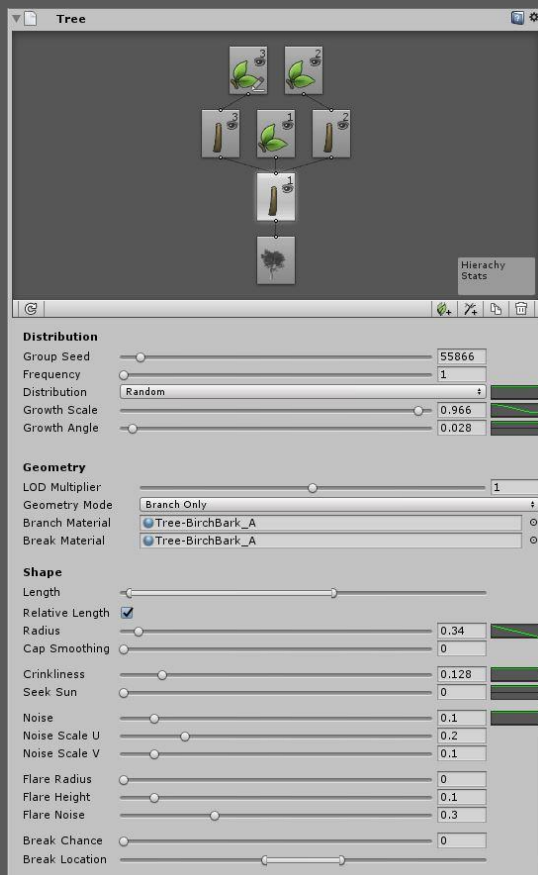 Tree
3
2
3
1
2
1
Hierachy
Stats
Distribution
Group Seed 55866
Frequency 1
Distribution Random
Growth Scale 0.966
Growth Angle 0.028
Geometry
LOD Multiplier 1
Geometry Mode Branch Only
Branch Material Tree-BirchBark_A
Break Material Tree-BirchBark_A
Shape
Length
Relative Length
Radius 0.34
Cap Smoothing 0
Crinkliness 0.128
Seek Sun 0
Noise 0.1
Noise Scale U 0.2
Noise Scale V 0.1
Flare Radius 0
Flare Height 0.1
Flare Noise 0.3
Break Chance 0
Break Location